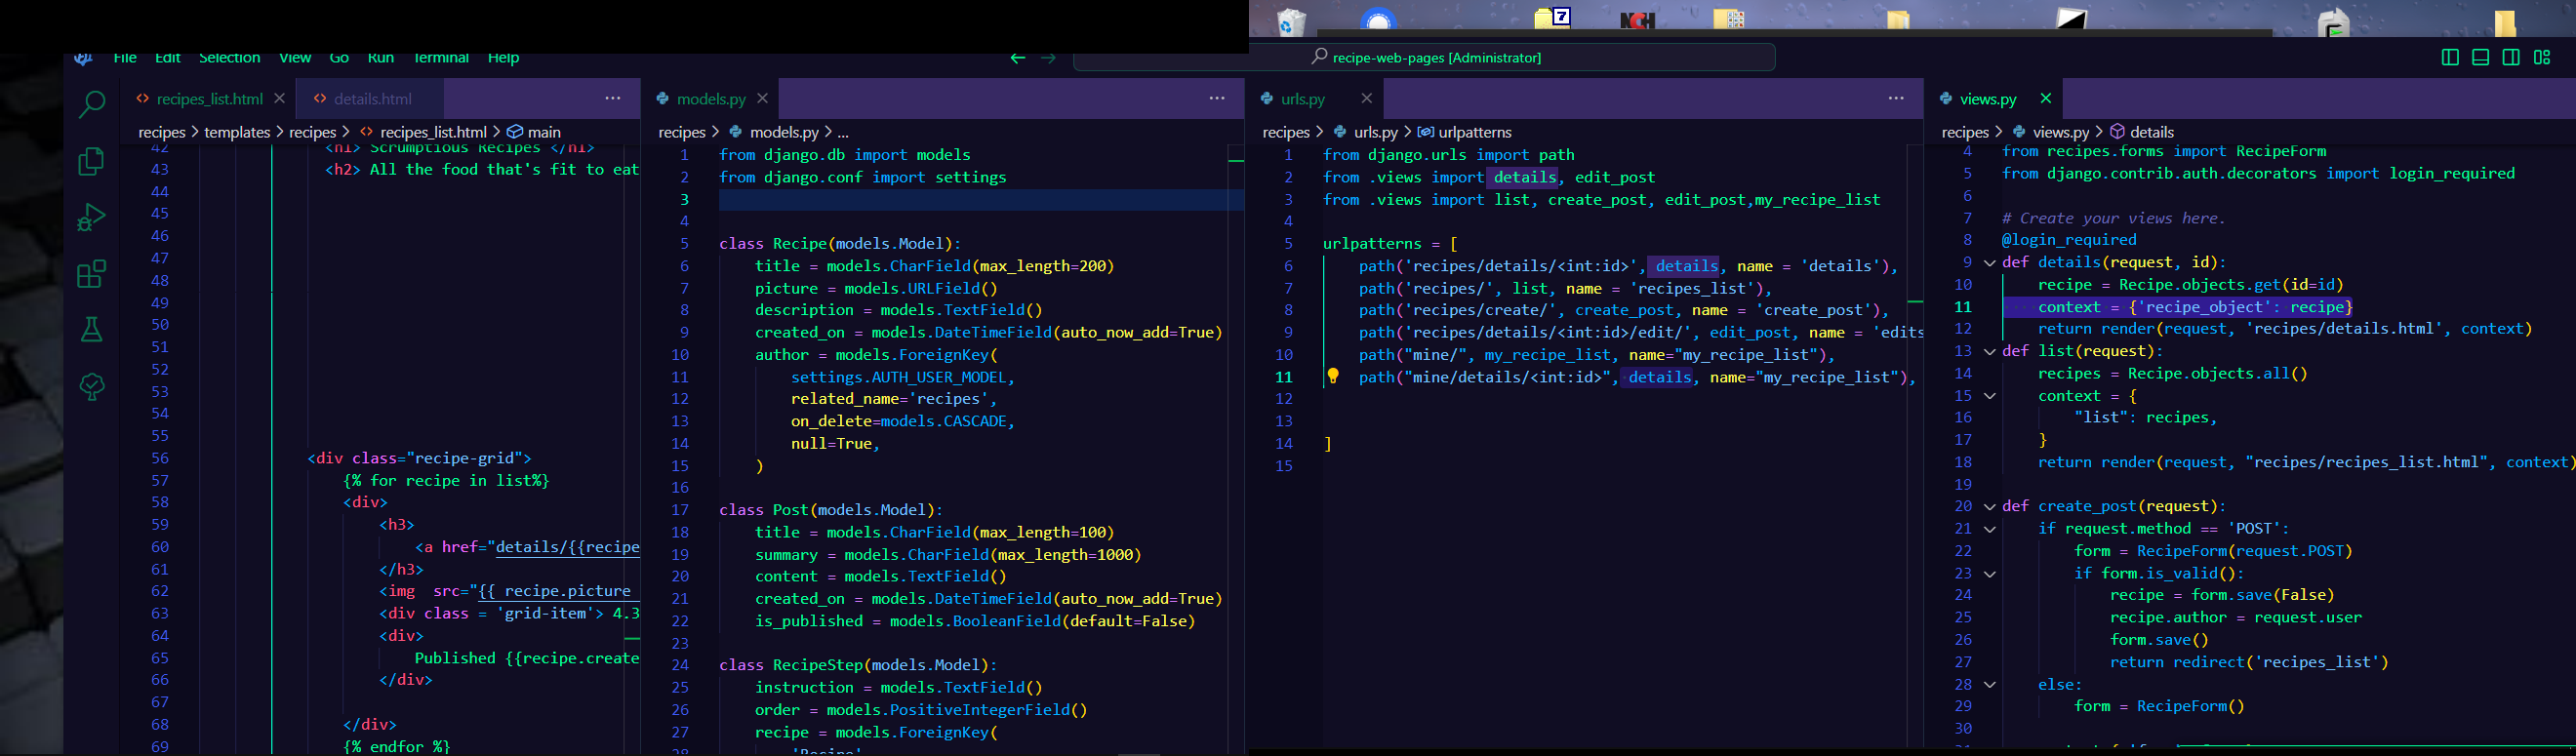 7
NCH
File Edit Selection View Go Run Terminal Help
recipe-web-pages [Administrator]
recipes_list.html
details.html
recipes > templates > recipes > recipes_list.html > main
42 <h1> Scrumptious Recipes </h1>
43 <h2> All the food that's fit to eat
44
45
46
47
48
49
50
51
52
53
54
55
56 <div class="recipe-grid">
57 {% for recipe in list%}
58 <div>
59 <h3>
60 <a href="details/{{recipe
61 </h3>
62 <img  src="{{ recipe.picture
63 <div class = 'grid-item'> 4.3
64 <div>
65 Published {{recipe.create
66 </div>
67
68 </div>
69 {% endfor %}
models.py
recipes > models.py > ...
1 from django.db import models
2 from django.conf import settings
3
4
5 class Recipe(models.Model):
6 title = models.CharField(max_length=200)
7 picture = models.URLField()
8 description = models.TextField()
9 created_on = models.DateTimeField(auto_now_add=True)
10 author = models.ForeignKey(
11 settings.AUTH_USER_MODEL,
12 related_name='recipes',
13 on_delete=models.CASCADE,
14 null=True,
15 )
16
17 class Post(models.Model):
18 title = models.CharField(max_length=100)
19 summary = models.CharField(max_length=1000)
20 content = models.TextField()
21 created_on = models.DateTimeField(auto_now_add=True)
22 is_published = models.BooleanField(default=False)
23
24 class RecipeStep(models.Model):
25 instruction = models.TextField()
26 order = models.PositiveIntegerField()
27 recipe = models.ForeignKey(
28 'Recipe'
urls.py
recipes > urls.py > urlpatterns
1 from django.urls import path
2 from .views import details, edit_post
3 from .views import list, create_post, edit_post,my_recipe_list
4
5 urlpatterns = [
6 path('recipes/details/<int:id>', details, name = 'details'),
7 path('recipes/', list, name = 'recipes_list'),
8 path('recipes/create/', create_post, name = 'create_post'),
9 path('recipes/details/<int:id>/edit/', edit_post, name = 'edits
10 path("mine/", my_recipe_list, name="my_recipe_list"),
11 path("mine/details/<int:id>", details, name="my_recipe_list"),
12
13
14 ]
15
views.py
recipes > views.py > details
4 from recipes.forms import RecipeForm
5 from django.contrib.auth.decorators import login_required
6
7 # Create your views here.
8 @login_required
9 def details(request, id):
10 recipe = Recipe.objects.get(id=id)
11 context = {'recipe_object': recipe}
12 return render(request, 'recipes/details.html', context)
13 def list(request):
14 recipes = Recipe.objects.all()
15 context = {
16 "list": recipes,
17 }
18 return render(request, "recipes/recipes_list.html", context)
19
20 def create_post(request):
21 if request.method == 'POST':
22 form = RecipeForm(request.POST)
23 if form.is_valid():
24 recipe = form.save(False)
25 recipe.author = request.user
26 form.save()
27 return redirect('recipes_list')
28 else:
29 form = RecipeForm()
30